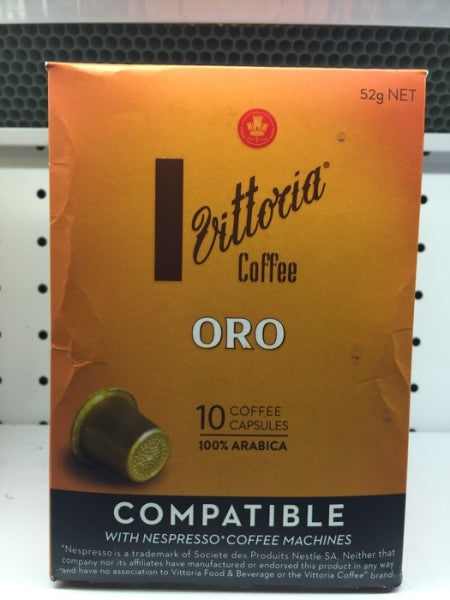 52g NET
Vittoria®
Coffee
ORO
10 COFFEE
CAPSULES
100% ARABICA
COMPATIBLE
WITH NESPRESSO* COFFEE MACHINES
*Nespresso is a trademark of Societe des Produits Nestle SA. Neither that
company nor its affiliates have manufactured or endorsed this product in any way
and have no association to Vittoria Food & Beverage or the Vittoria Coffee® brand.